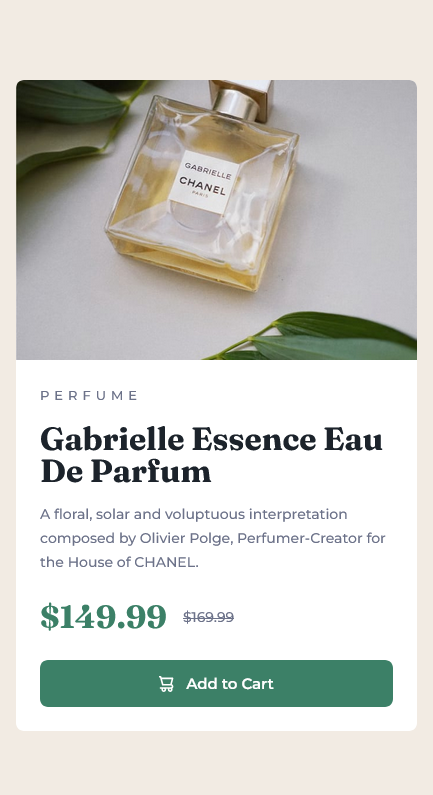 GABRIELLE
CHANEL
PARIS
PERFUME
Gabrielle Essence Eau
De Parfum
A floral, solar and voluptuous interpretation
composed by Olivier Polge, Perfumer-Creator for
the House of CHANEL.
$149.99 $169.99
Add to Cart